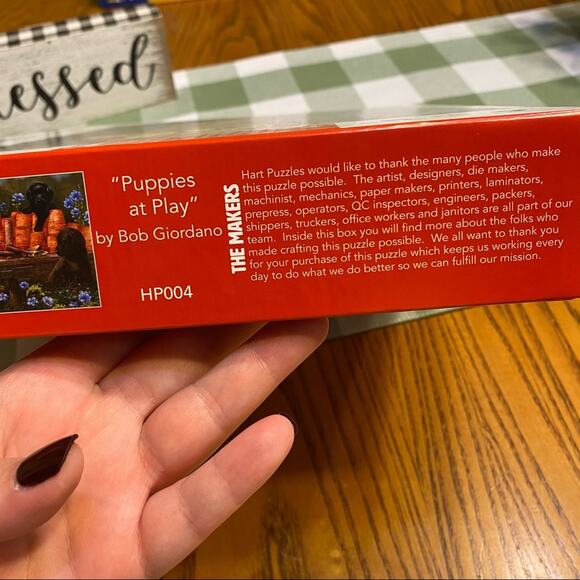 essed
"Puppies
at Play"
by Bob Giordano
HP004
THE MAKERS
Hart Puzzles would like to thank the many people who make
this puzzle possible. The artist, designers, die makers,
machinist, mechanics, paper makers, printers, laminators,
prepress, operators, QC inspectors, engineers, packers,
shippers, truckers, office workers and janitors are all part of our
team. Inside this box you will find more about the folks who
made crafting this puzzle possible. We all want to thank you
for your purchase of this puzzle which keeps us working every
day to do what we do better so we can fulfill our mission.